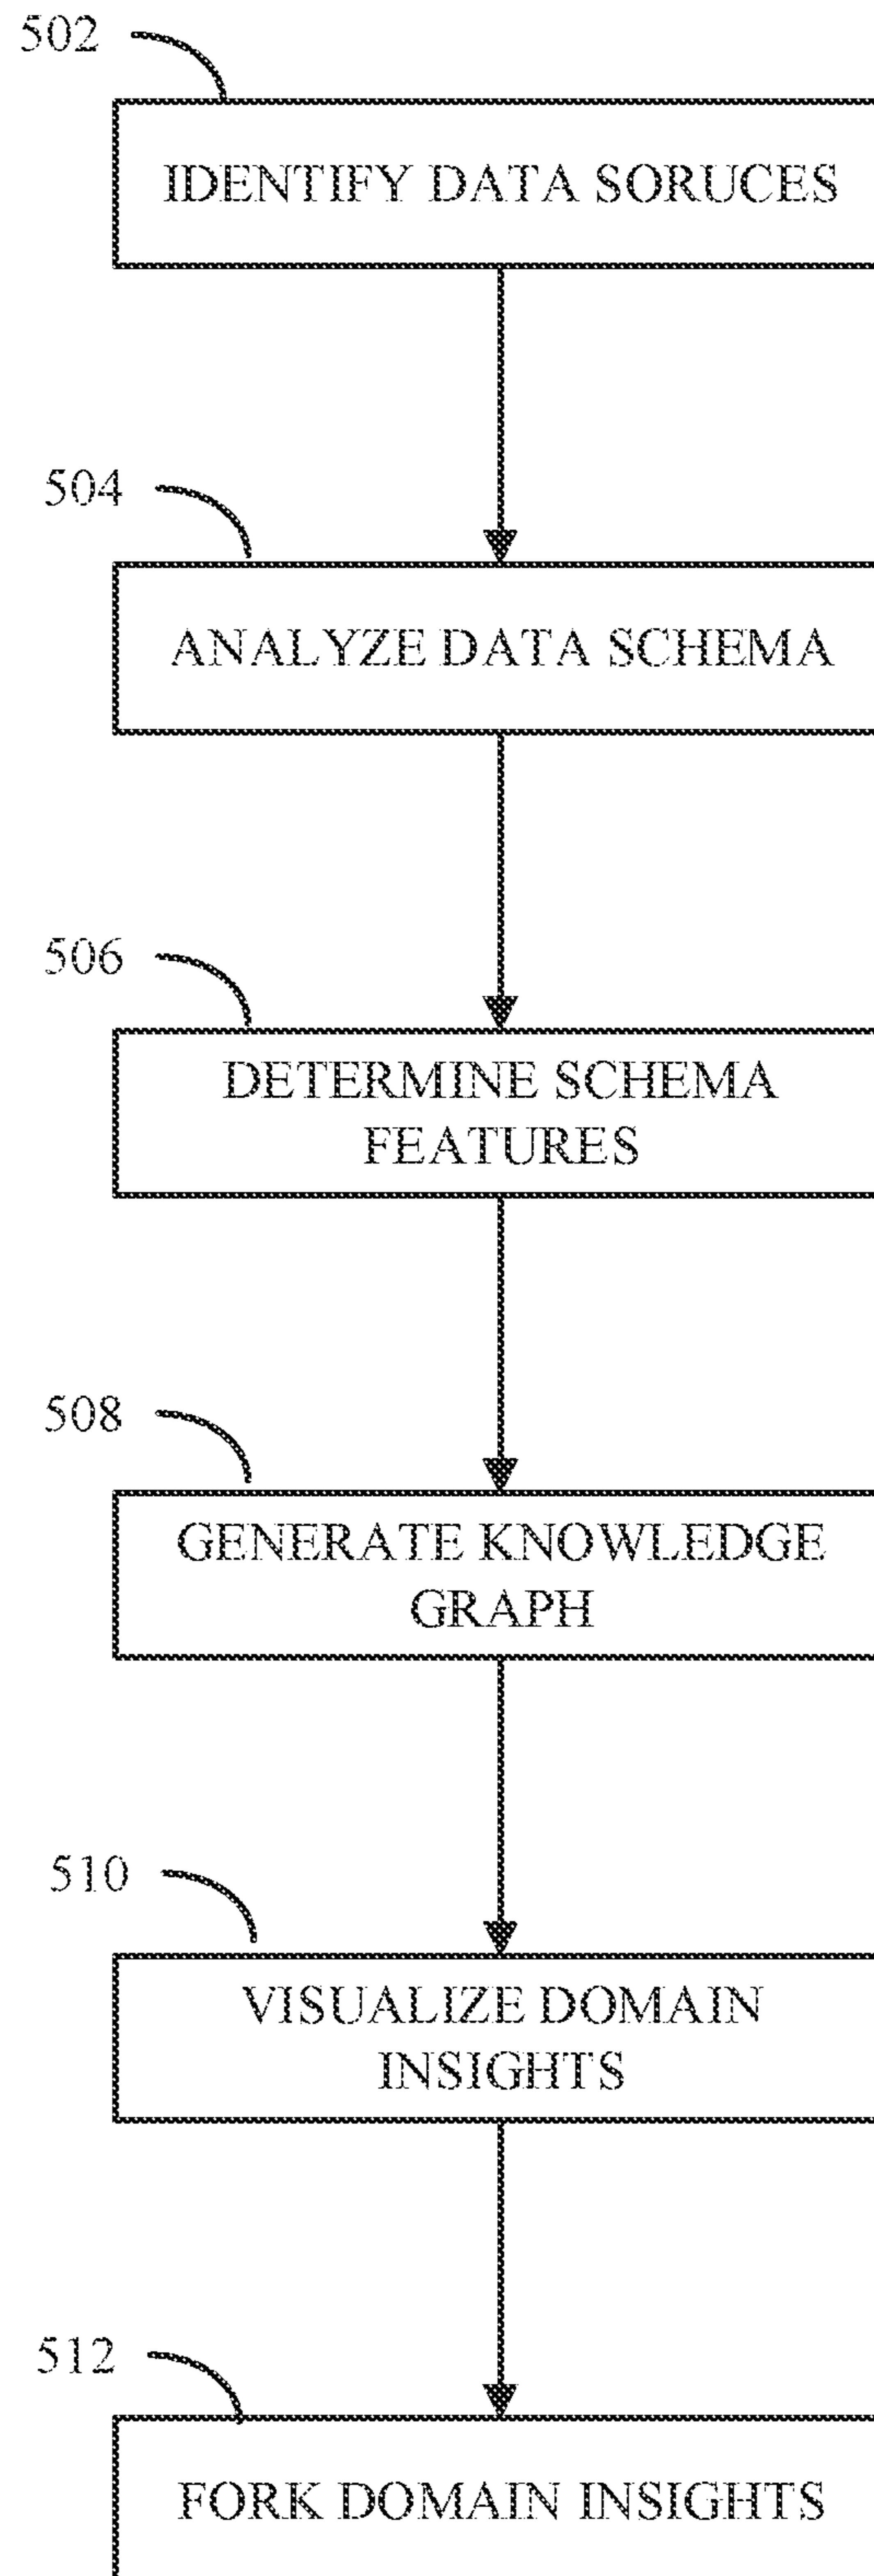 502
IDENTIFY DATA SORUCES
504
ANALYZE DATA SCHEMA
506
DETERMINE SCHEMA
FEATURES
508
GENERATE KNOWLEDGE
GRAPH
510
VISUALIZE DOMAIN
INSIGHTS
512
FORK DOMAIN INSIGHTS